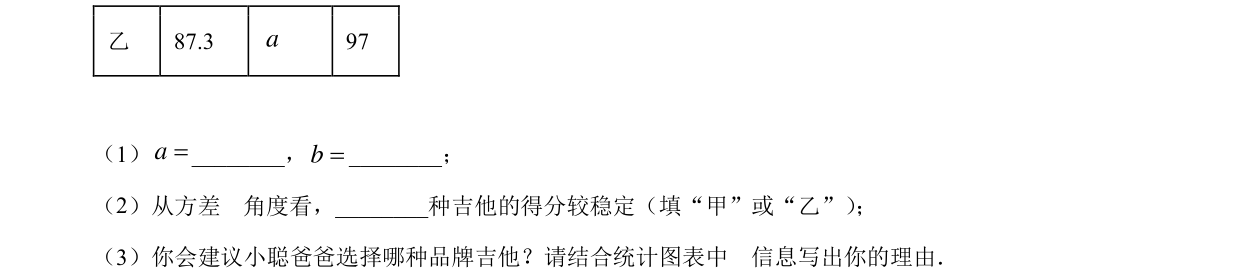 乙 87.3 a 97
（1）a=________，b=________；
（2）从方差 角度看，________种吉他的得分较稳定（填“甲”或“乙”）；
（3）你会建议小聪爸爸选择哪种品牌吉他？请结合统计图表中 信息写出你的理由．